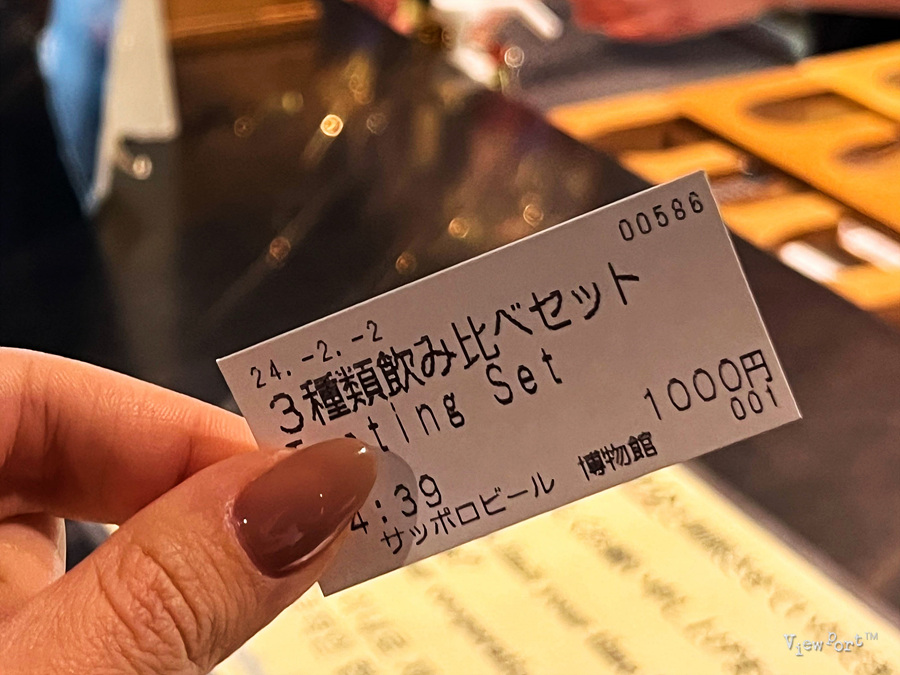 00586
24.-2.-2
3種類飲み比べセット
ting Set
1000円
001
4:39
サッポロビール 博物館
ViewPort™